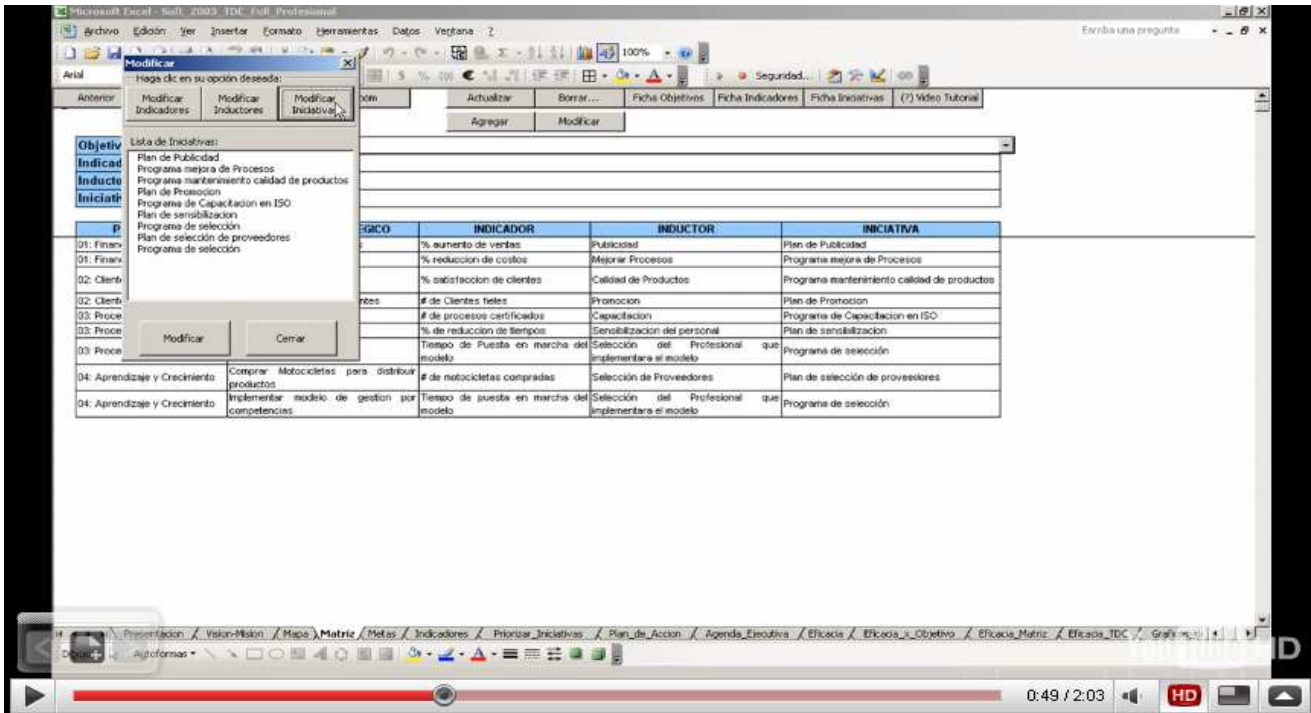 Microsoft Excel - Soft_2003_TDC_Full_Profesional
Archivo Edición Ver Insertar Formato Herramientas Datos Ventana ?
Escriba una pregunta
100%
Arial
Seguridad...
Modificar
Haga clic en su opción deseada:
Modificar Indicadores
Modificar Inductores
Modificar Iniciativas
Lista de Iniciativas:
Plan de Publicidad
Programa mejora de Procesos
Programa mantenimiento calidad de productos
Plan de Promocion
Programa de Capacitacion en ISO
Plan de sensibilizacion
Programa de selección
Plan de selección de proveedores
Programa de selección
Modificar Cerrar
Anterior
oom
Actualizar Borrar... Ficha Objetivos Ficha Indicadores Ficha Iniciativas (?) Video Tutorial
Agregar Modificar
Objetiv
Indicad
Inducto
Iniciati
P
EGICO INDICADOR INDUCTOR INICIATIVA
01: Finan
% aumento de ventas Publicidad Plan de Publicidad
01: Finan
% reduccion de costos Mejorar Procesos Programa mejora de Procesos
02: Client
% satisfaccion de clientes Calidad de Productos Programa mantenimiento calidad de productos
02: Client
ntes # de Clientes fieles Promocion Plan de Promocion
03: Proce
# de procesos certificados Capacitacion Programa de Capacitacion en ISO
03: Proce
% de reduccion de tiempos Sensibilizacion del personal Plan de sensibilizacion
03: Proce
Tiempo de Puesta en marcha del modelo Selección del Profesional que implementara el modelo Programa de selección
04: Aprendizaje y Crecimiento Comprar Motocicletas para distribuir productos # de motocicletas compradas Selección de Proveedores Plan de selección de proveedores
04: Aprendizaje y Crecimiento Implementar modelo de gestion por competencias Tiempo de puesta en marcha del modelo Selección del Profesional que implementara el modelo Programa de selección
Presentacion Vision-Mision Mapa Matriz Metas Indicadores Priorizar_Iniciativas Plan_de_Accion Agenda_Ejecutiva Eficacia Eficacia_x_Objetivo Eficacia_Matriz Eficacia_TDC
Autoformas
YouTube HD
0:49 / 2:03 HD